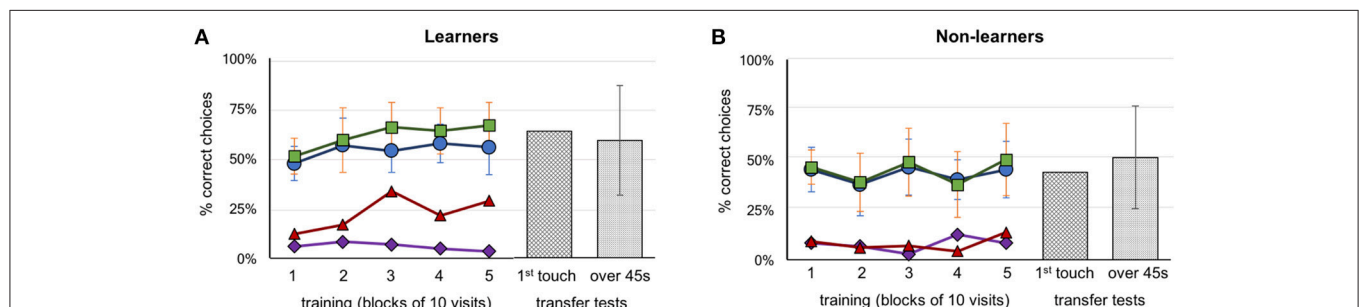 A
Learners
100%
75%
50%
25%
0%
% correct choices
1 2 3 4 5 1st touch over 45s
training (blocks of 10 visits) transfer tests
B
Non-learners
100%
75%
50%
25%
0%
% correct choices
1 2 3 4 5 1st touch over 45s
training (blocks of 10 visits) transfer tests